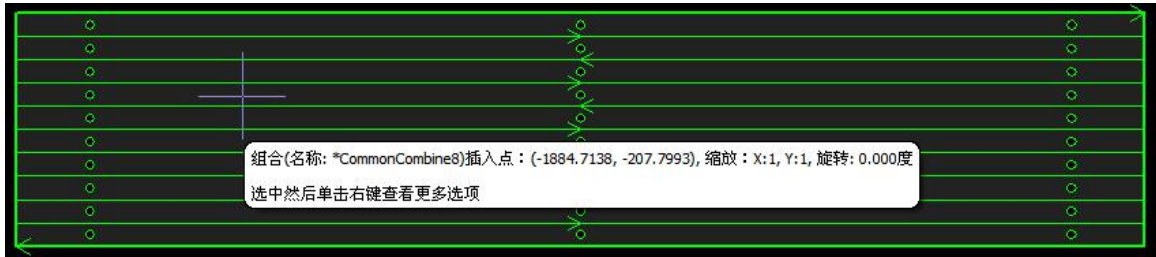 组合(名称: *CommonCombine8)插入点：(-1884.7138, -207.7993), 缩放：X:1, Y:1, 旋转: 0.000度
选中然后单击右键查看更多选项